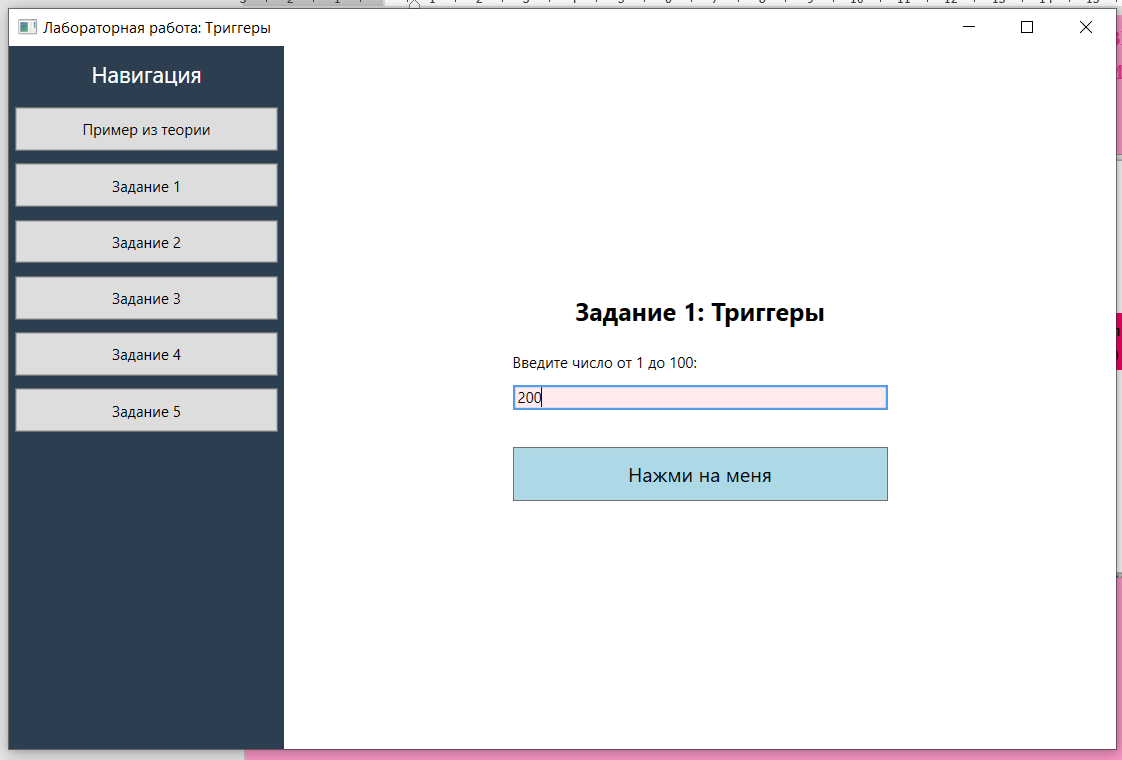 Лабораторная работа: Триггеры
Навигация
Пример из теории
Задание 1
Задание 2
Задание 3
Задание 4
Задание 5
Задание 1: Триггеры
Введите число от 1 до 100:
200
Нажми на меня